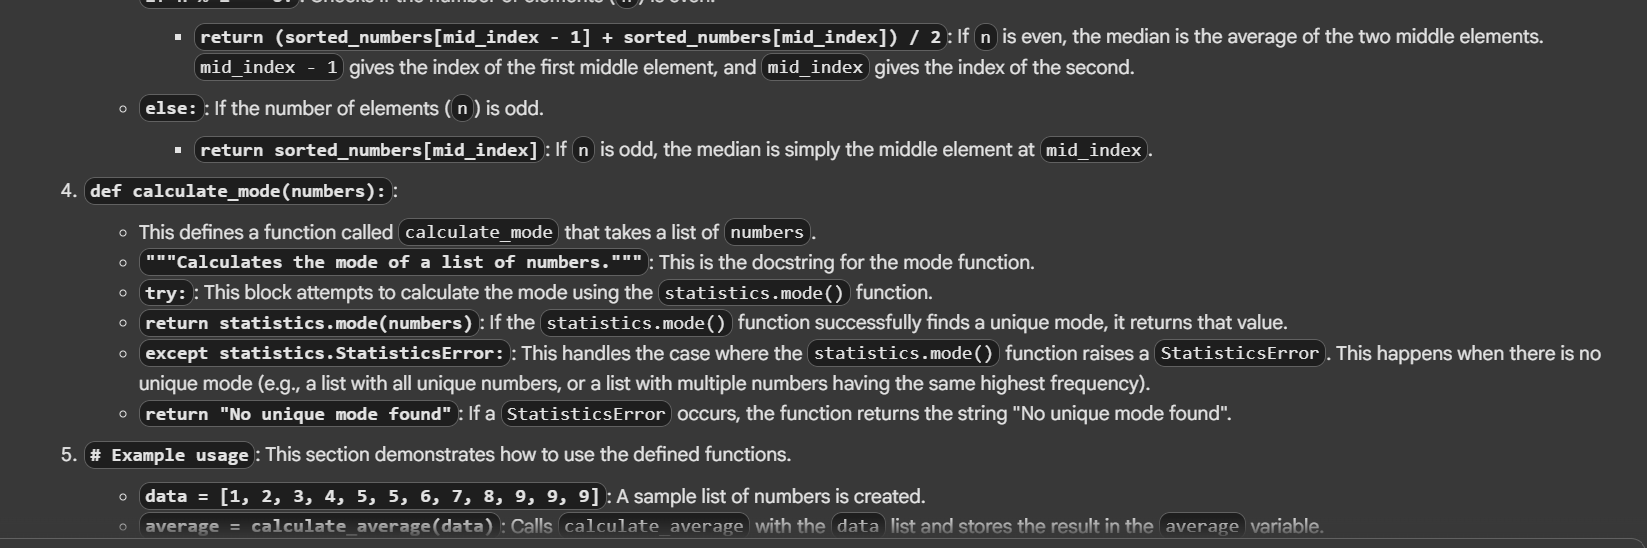 return (sorted_numbers[mid_index - 1] + sorted_numbers[mid_index]) / 2: If n is even, the median is the average of the two middle elements.
mid_index - 1 gives the index of the first middle element, and mid_index gives the index of the second.
else:: If the number of elements (n) is odd.
return sorted_numbers[mid_index]: If n is odd, the median is simply the middle element at mid_index.
4. def calculate_mode(numbers)::
This defines a function called calculate_mode that takes a list of numbers.
"""Calculates the mode of a list of numbers.""": This is the docstring for the mode function.
try:: This block attempts to calculate the mode using the statistics.mode() function.
return statistics.mode(numbers): If the statistics.mode() function successfully finds a unique mode, it returns that value.
except statistics.StatisticsError:: This handles the case where the statistics.mode() function raises a StatisticsError. This happens when there is no
unique mode (e.g., a list with all unique numbers, or a list with multiple numbers having the same highest frequency).
return "No unique mode found": If a StatisticsError occurs, the function returns the string "No unique mode found".
5. # Example usage: This section demonstrates how to use the defined functions.
data = [1, 2, 3, 4, 5, 5, 6, 7, 8, 9, 9, 9]: A sample list of numbers is created.
average = calculate_average(data): Calls calculate_average with the data list and stores the result in the average variable.